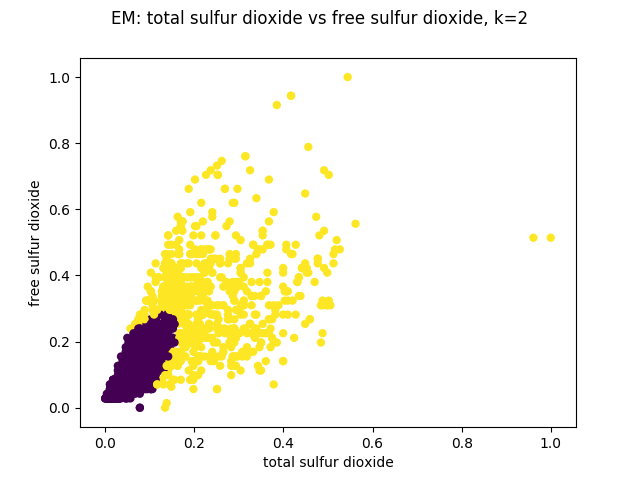 EM: total sulfur dioxide vs free sulfur dioxide, k=2
1.0
0.8
0.6
0.4
0.2
0.0
free sulfur dioxide
0.0 0.2 0.4 0.6 0.8 1.0
total sulfur dioxide